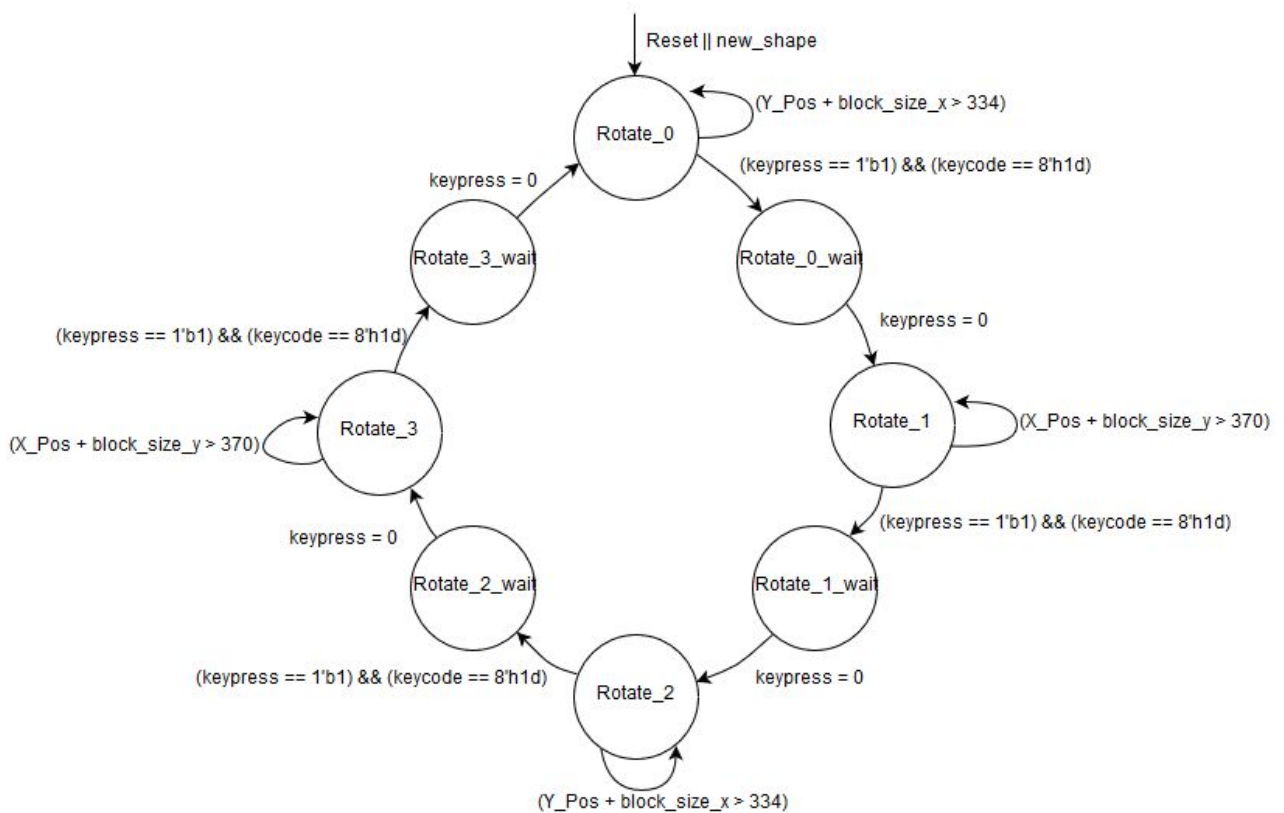 Reset || new_shape
(Y_Pos + block_size_x > 334)
Rotate_0
(keypress == 1'b1) && (keycode == 8'h1d)
keypress = 0
Rotate_3_wait
Rotate_0_wait
keypress = 0
(keypress == 1'b1) && (keycode == 8'h1d)
Rotate_3
Rotate_1
(X_Pos + block_size_y > 370)
(X_Pos + block_size_y > 370)
(keypress == 1'b1) && (keycode == 8'h1d)
keypress = 0
Rotate_2_wait
Rotate_1_wait
(keypress == 1'b1) && (keycode == 8'h1d)
keypress = 0
Rotate_2
(Y_Pos + block_size_x > 334)